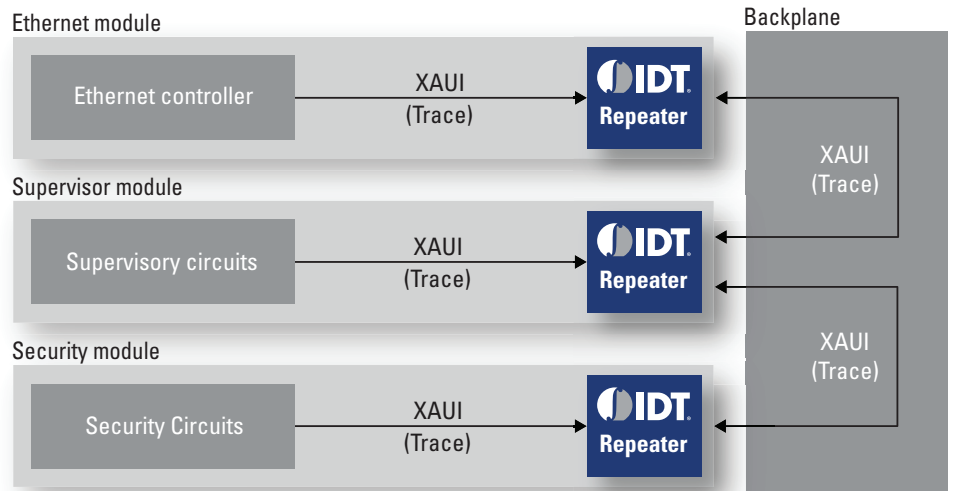 Ethernet module
Backplane
Ethernet controller
XAUI
(Trace)
IDT.
Repeater
XAUI
(Trace)
Supervisor module
Supervisory circuits
XAUI
(Trace)
IDT.
Repeater
XAUI
(Trace)
Security module
Security Circuits
XAUI
(Trace)
IDT.
Repeater